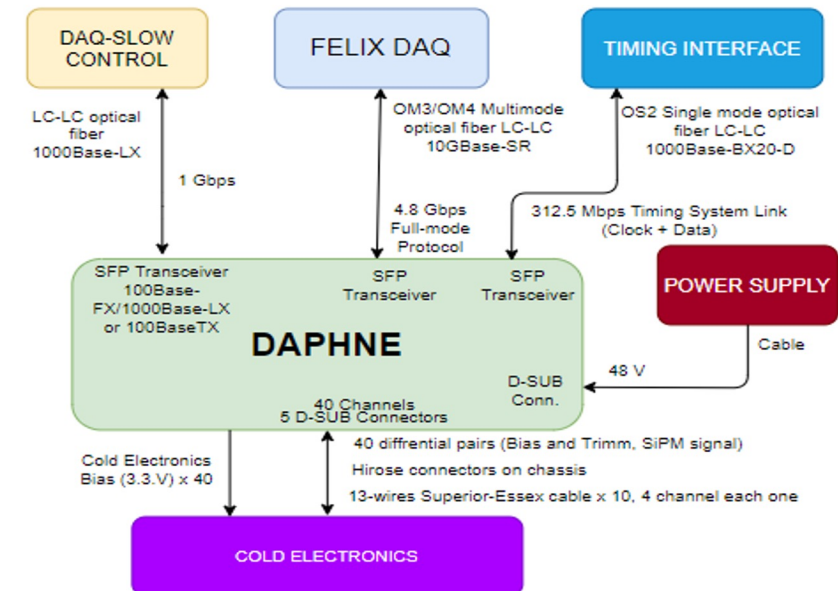 DAQ-SLOW
CONTROL
FELIX DAQ
TIMING INTERFACE
LC-LC optical
fiber
1000Base-LX
OM3/OM4 Multimode
optical fiber LC-LC
10GBase-SR
OS2 Single mode optical
fiber LC-LC
1000Base-BX20-D
1 Gbps
4.8 Gbps
Full-mode
Protocol
312.5 Mbps Timing System Link
(Clock + Data)
SFP Transceiver
100Base-
FX/1000Base-LX
or 100BaseTX
SFP
Transceiver
SFP
Transceiver
POWER SUPPLY
DAPHNE
Cable
48 V
D-SUB
Conn.
40 Channels
5 D-SUB Connectors
Cold Electronics
Bias (3.3.V) x 40
40 diffrential pairs (Bias and Trimm, SiPM signal)
Hirose connectors on chassis
13-wires Superior-Essex cable x 10, 4 channel each one
COLD ELECTRONICS